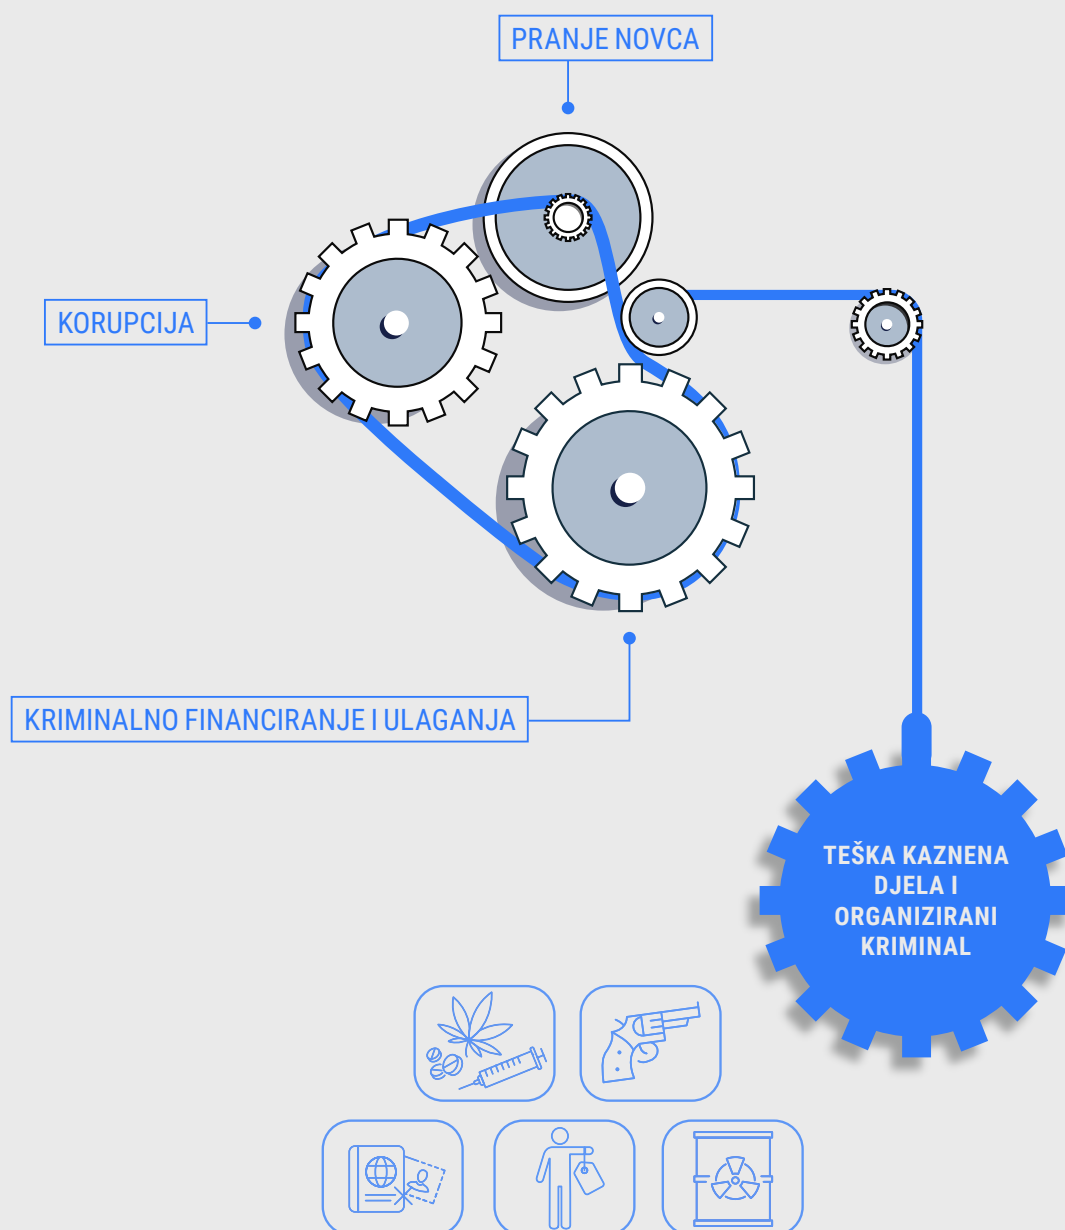 PRANJE NOVCA
KORUPCIJA
KRIMINALNO FINANCIRANJE I ULAGANJA
TEŠKA KAZNENA
DJELA I
ORGANIZIRANI
KRIMINAL